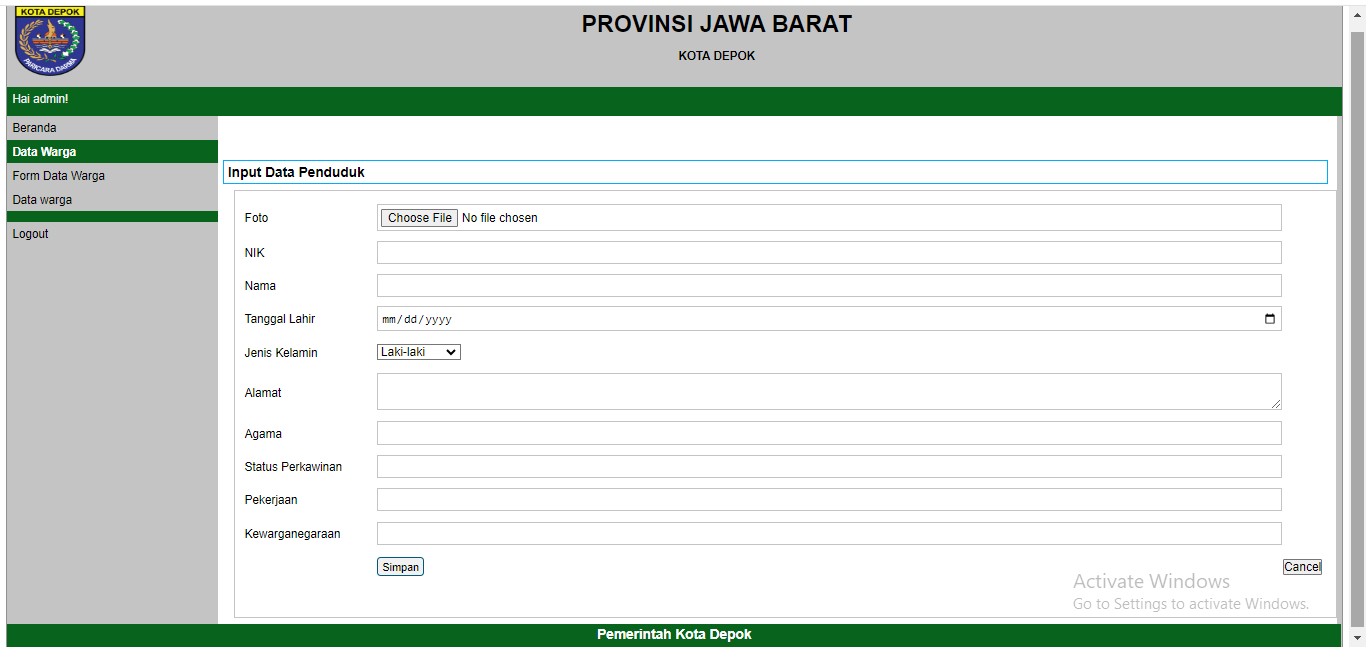 KOTA DEPOK
PARICARA DARMA
PROVINSI JAWA BARAT
KOTA DEPOK
Hai admin!
Beranda
Data Warga
Form Data Warga
Data warga
Logout
Input Data Penduduk
Foto Choose File No file chosen
NIK
Nama
Tanggal Lahir mm/dd/yyyy
Jenis Kelamin Laki-laki
Alamat
Agama
Status Perkawinan
Pekerjaan
Kewarganegaraan
Simpan Cancel
Activate Windows
Go to Settings to activate Windows.
Pemerintah Kota Depok